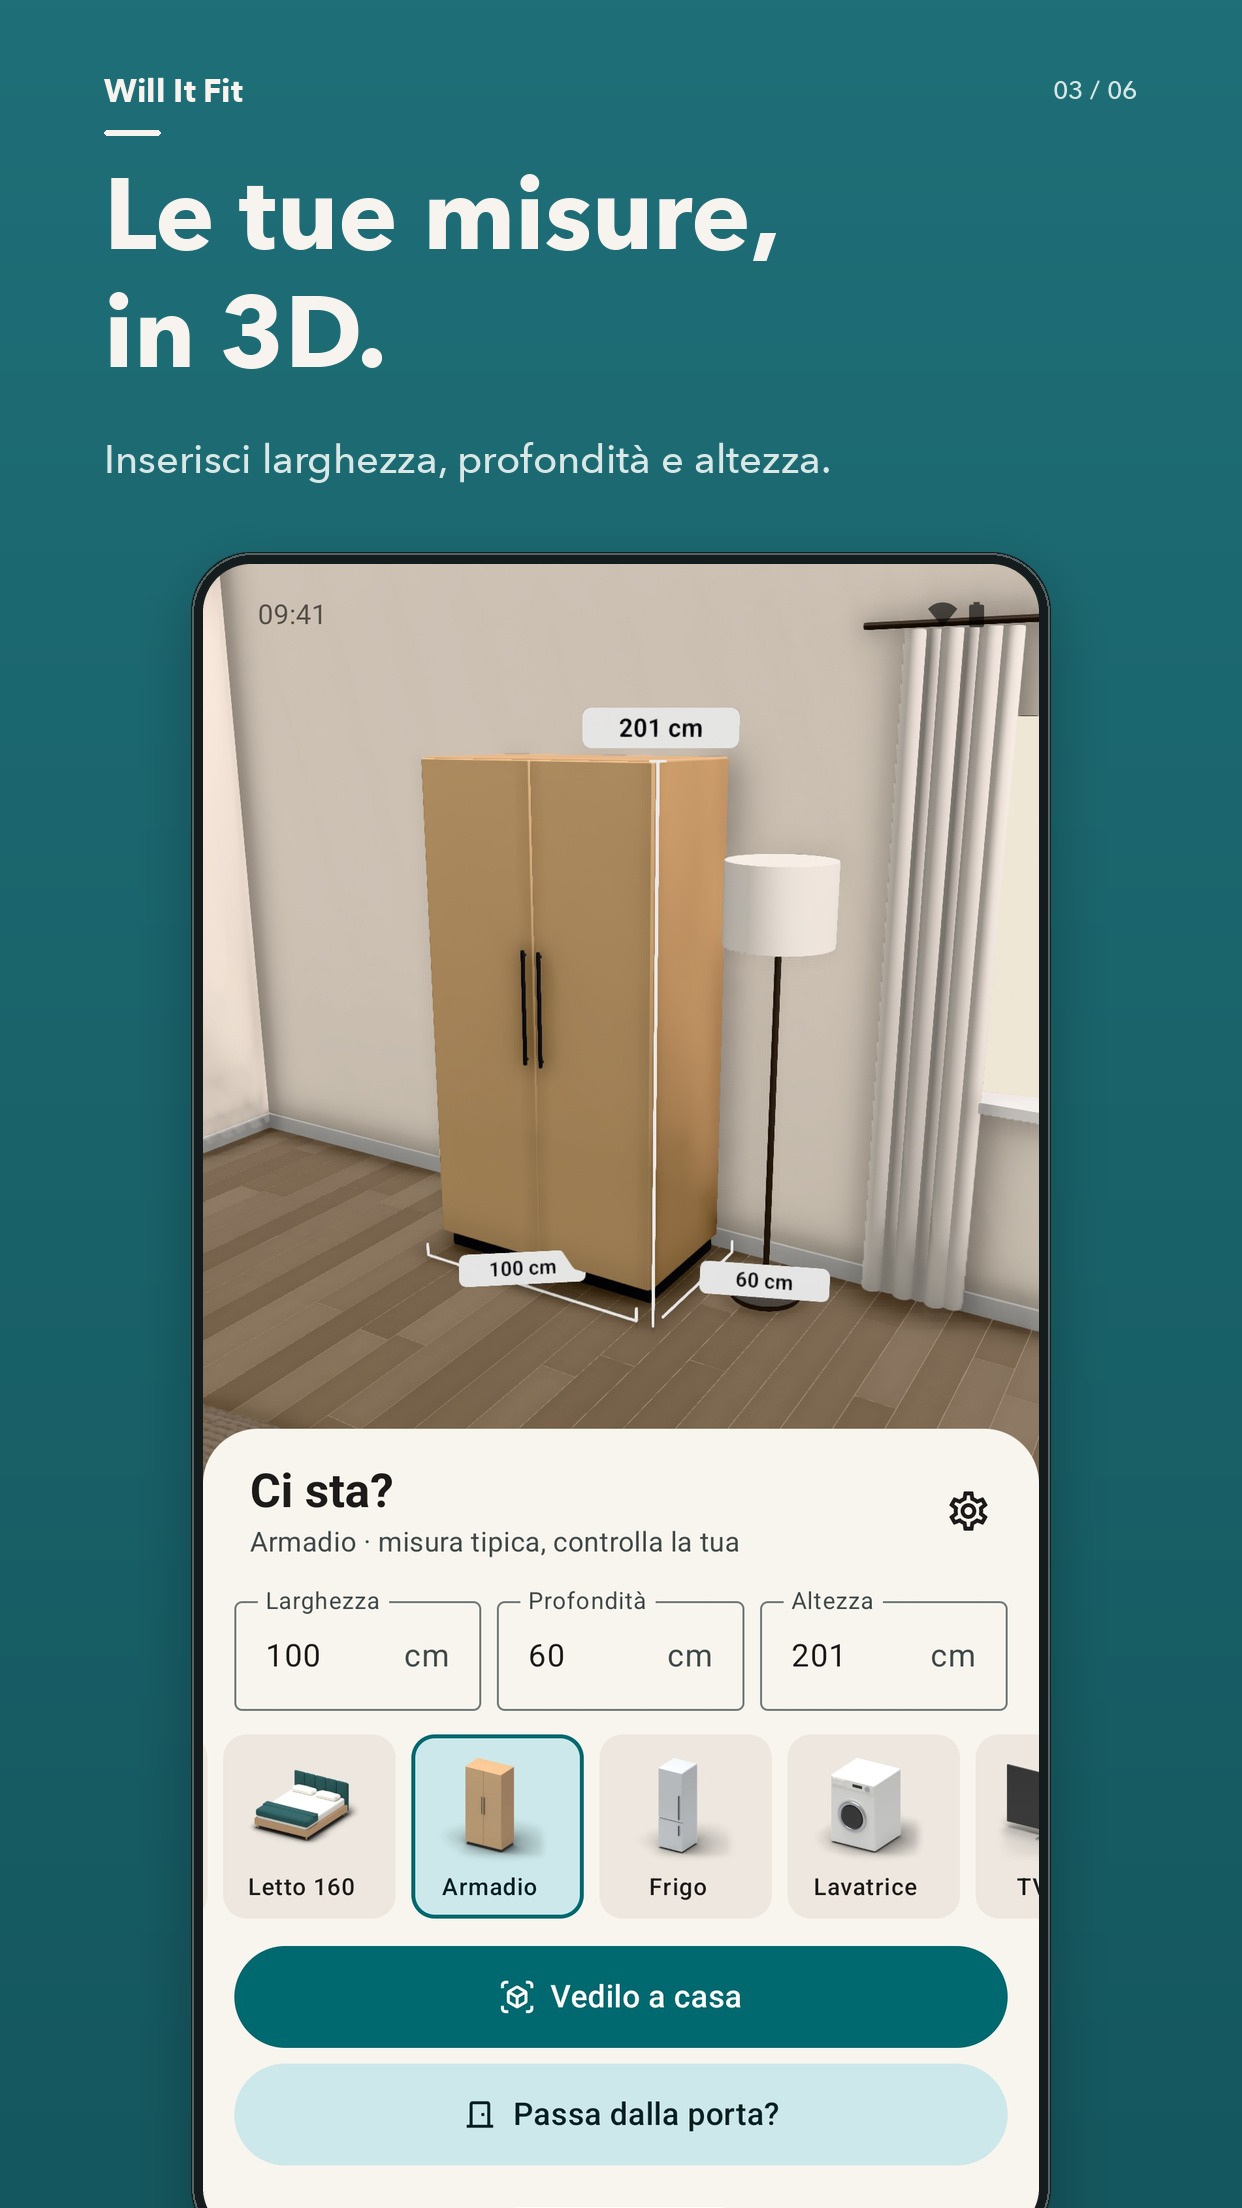 Will It Fit
03 / 06
Le tue misure,
in 3D.
Inserisci larghezza, profondità e altezza.
09:41
201 cm
100 cm
60 cm
Ci sta?
Armadio · misura tipica, controlla la tua
Larghezza
Profondità
Altezza
100 cm
60 cm
201 cm
Letto 160
Armadio
Frigo
Lavatrice
TV
Vedilo a casa
Passa dalla porta?